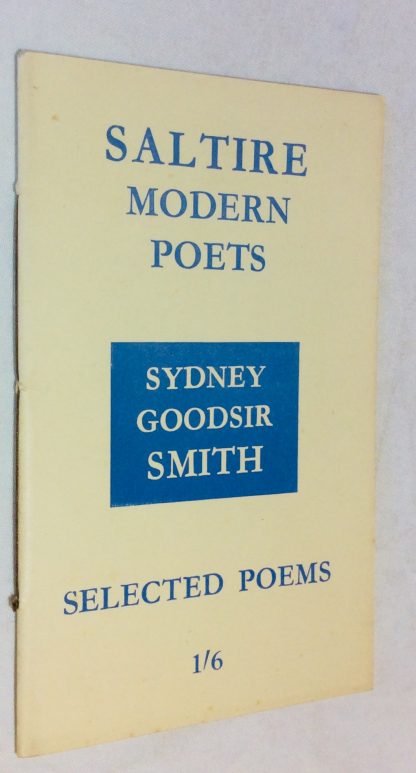 SALTIRE
MODERN
POETS
SYDNEY
GOODSIR
SMITH
SELECTED POEMS
1/6